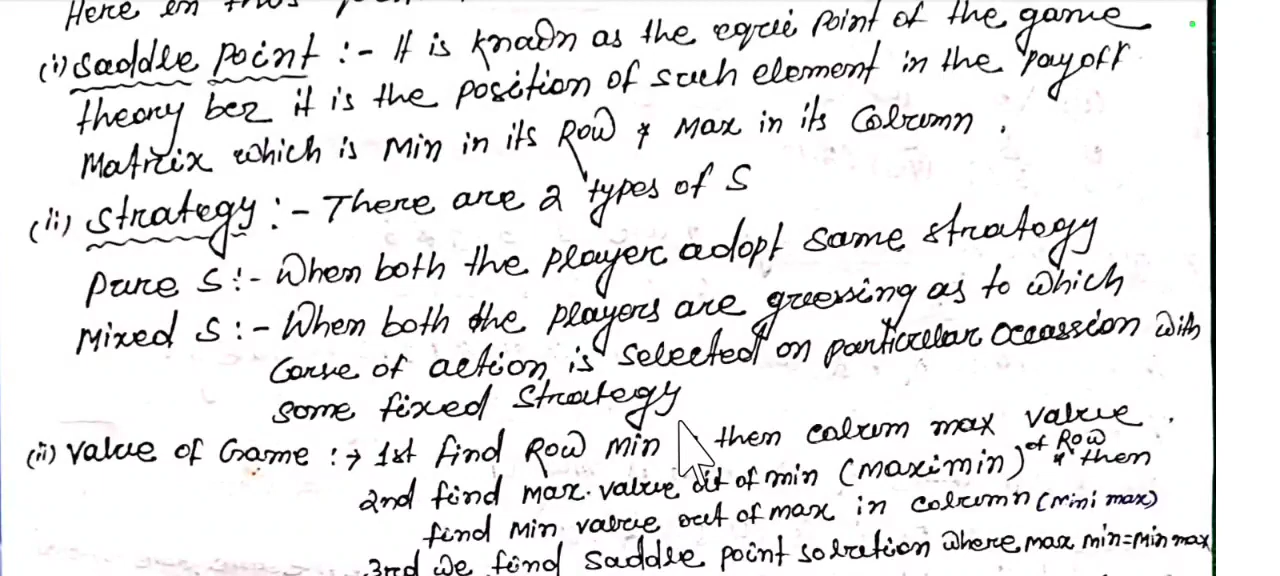 Here in this
(i) Saddle point :- It is known as the equi Point of the game
theory bez it is the position of such element in the payoff
Matrix which is Min in its Row & Max in its Column .
(ii) Strategy :- There are 2 types of S
Pure S :- When both the player adopt same strategy
Mixed S :- When both the players are guessing as to which
Corse of action is selected on particular occassion with
some fixed Strategy
(iii) Value of Game :→ 1st find Row Min then colum max value .
2nd find max. value out of min (maximin) of Row & then
find Min value out of max in column (mini max)
3rd we find saddle point solution where max min = min max